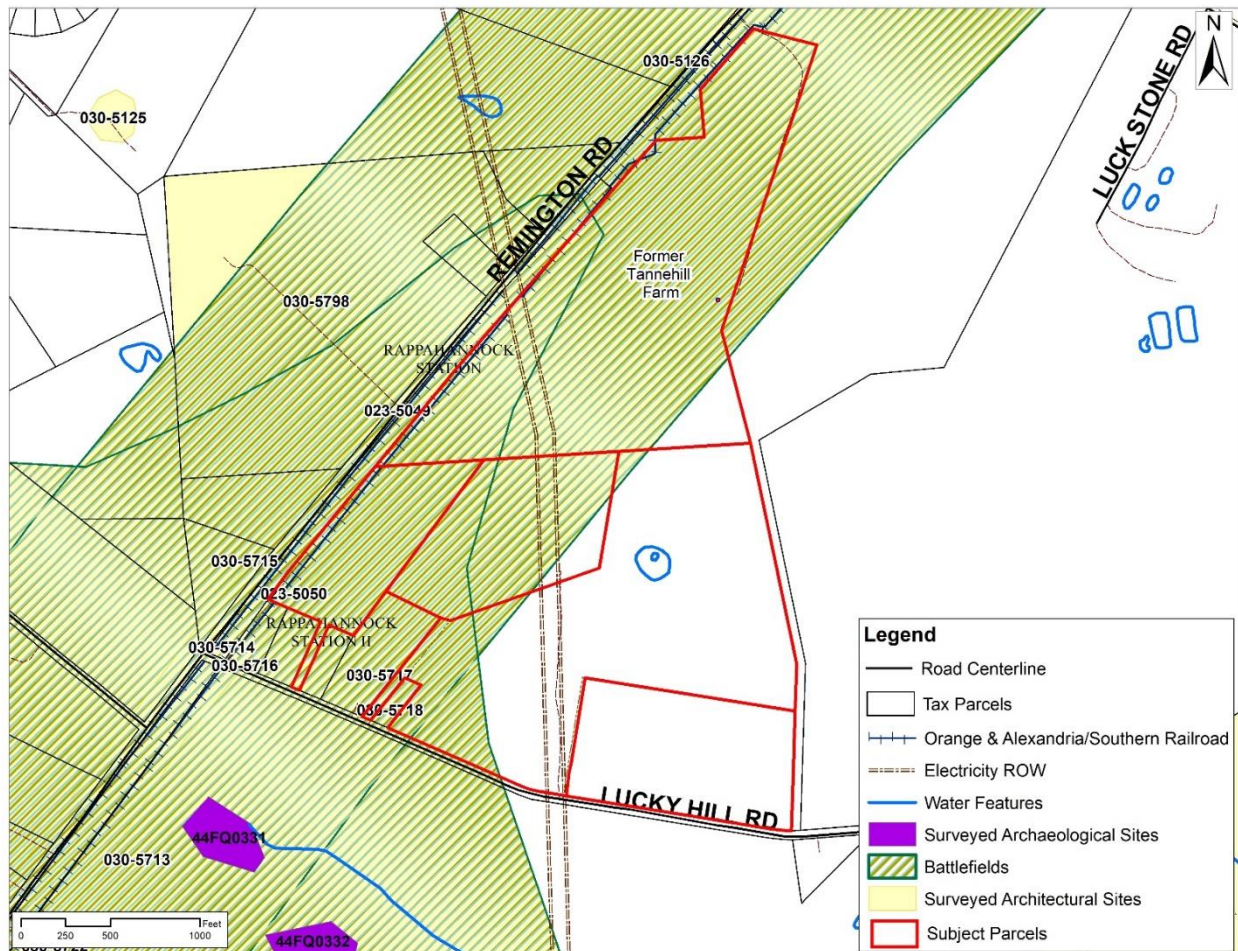 N
030-5126
030-5125
LUCK STONE RD
REMINGTON RD
Former
Tannehill
Farm
030-5798
RAPPAHANNOCK
STATION
023-5049
030-5715
023-5050
RAPPAHANNOCK
STATION II
030-5714
030-5716
030-5717
030-5718
LUCKY HILL RD
44FQ0331
030-5713
44FQ0332
Legend
Road Centerline
Tax Parcels
Orange & Alexandria/Southern Railroad
Electricity ROW
Water Features
Surveyed Archaeological Sites
Battlefields
Surveyed Architectural Sites
Subject Parcels
Feet
0 250 500 1000